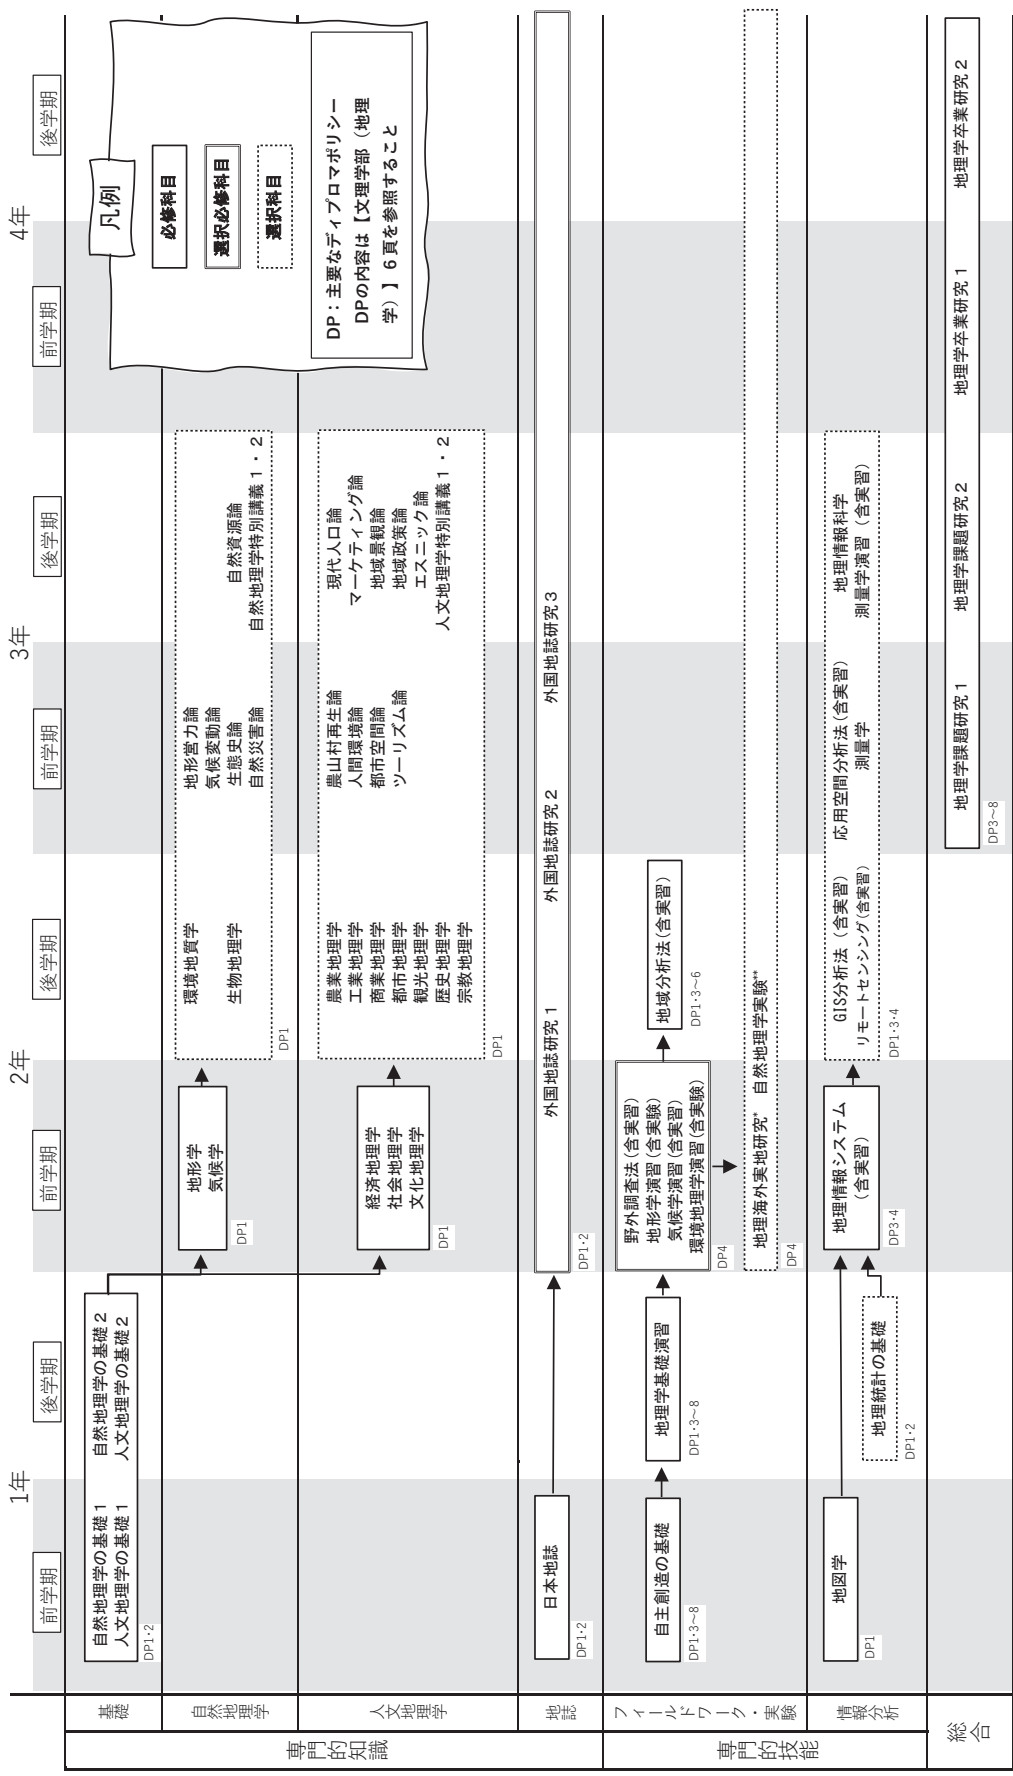 1年
2年
3年
4年
前学期
後学期
前学期
後学期
前学期
後学期
前学期
後学期
専門的知識
基礎
自然地理学の基礎1
人文地理学の基礎1
自然地理学の基礎2
人文地理学の基礎2
DP1・2
自然地理学
地形学
気候学
DP1
環境地質学
生物地理学
地形営力論
気候変動論
生態史論
自然災害論
自然資源論
自然地理学特別講義1・2
DP1
人文地理学
経済地理学
社会地理学
文化地理学
DP1
農業地理学
工業地理学
商業地理学
都市地理学
観光地理学
歴史地理学
宗教地理学
農山村再生論
人間環境論
都市空間論
ツーリズム論
現代人口論
マーケティング論
地域景観論
地域政策論
エスニック論
人文地理学特別講義1・2
DP1
地誌
日本地誌
DP1・2
外国地誌研究1
外国地誌研究2
外国地誌研究3
DP1・2
専門的技能
フィールドワーク・実験
自主創造の基礎
DP1・3～8
地理学基礎演習
DP1・3～8
野外調査法(含実習)
地形学演習(含実験)
気候学演習(含実習)
環境地理学演習(含実験)
DP4
地域分析法(含実習)
DP1・3～6
地理海外実地研究*
自然地理学実験**
DP4
情報分析
地図学
DP1
地理統計の基礎
DP1・2
地理情報システム
(含実習)
DP3・4
GIS分析法(含実習)
リモートセンシング(含実習)
応用空間分析法(含実習)
測量学
地理情報科学
測量学演習(含実習)
DP1・3・4
総合
地理学課題研究1
地理学課題研究2
地理学卒業研究1
地理学卒業研究2
DP3～8
凡例
必修科目
選択必修科目
選択科目
DP：主要なディプロマポリシー
DPの内容は【文理学部（地理
学）】6頁を参照すること